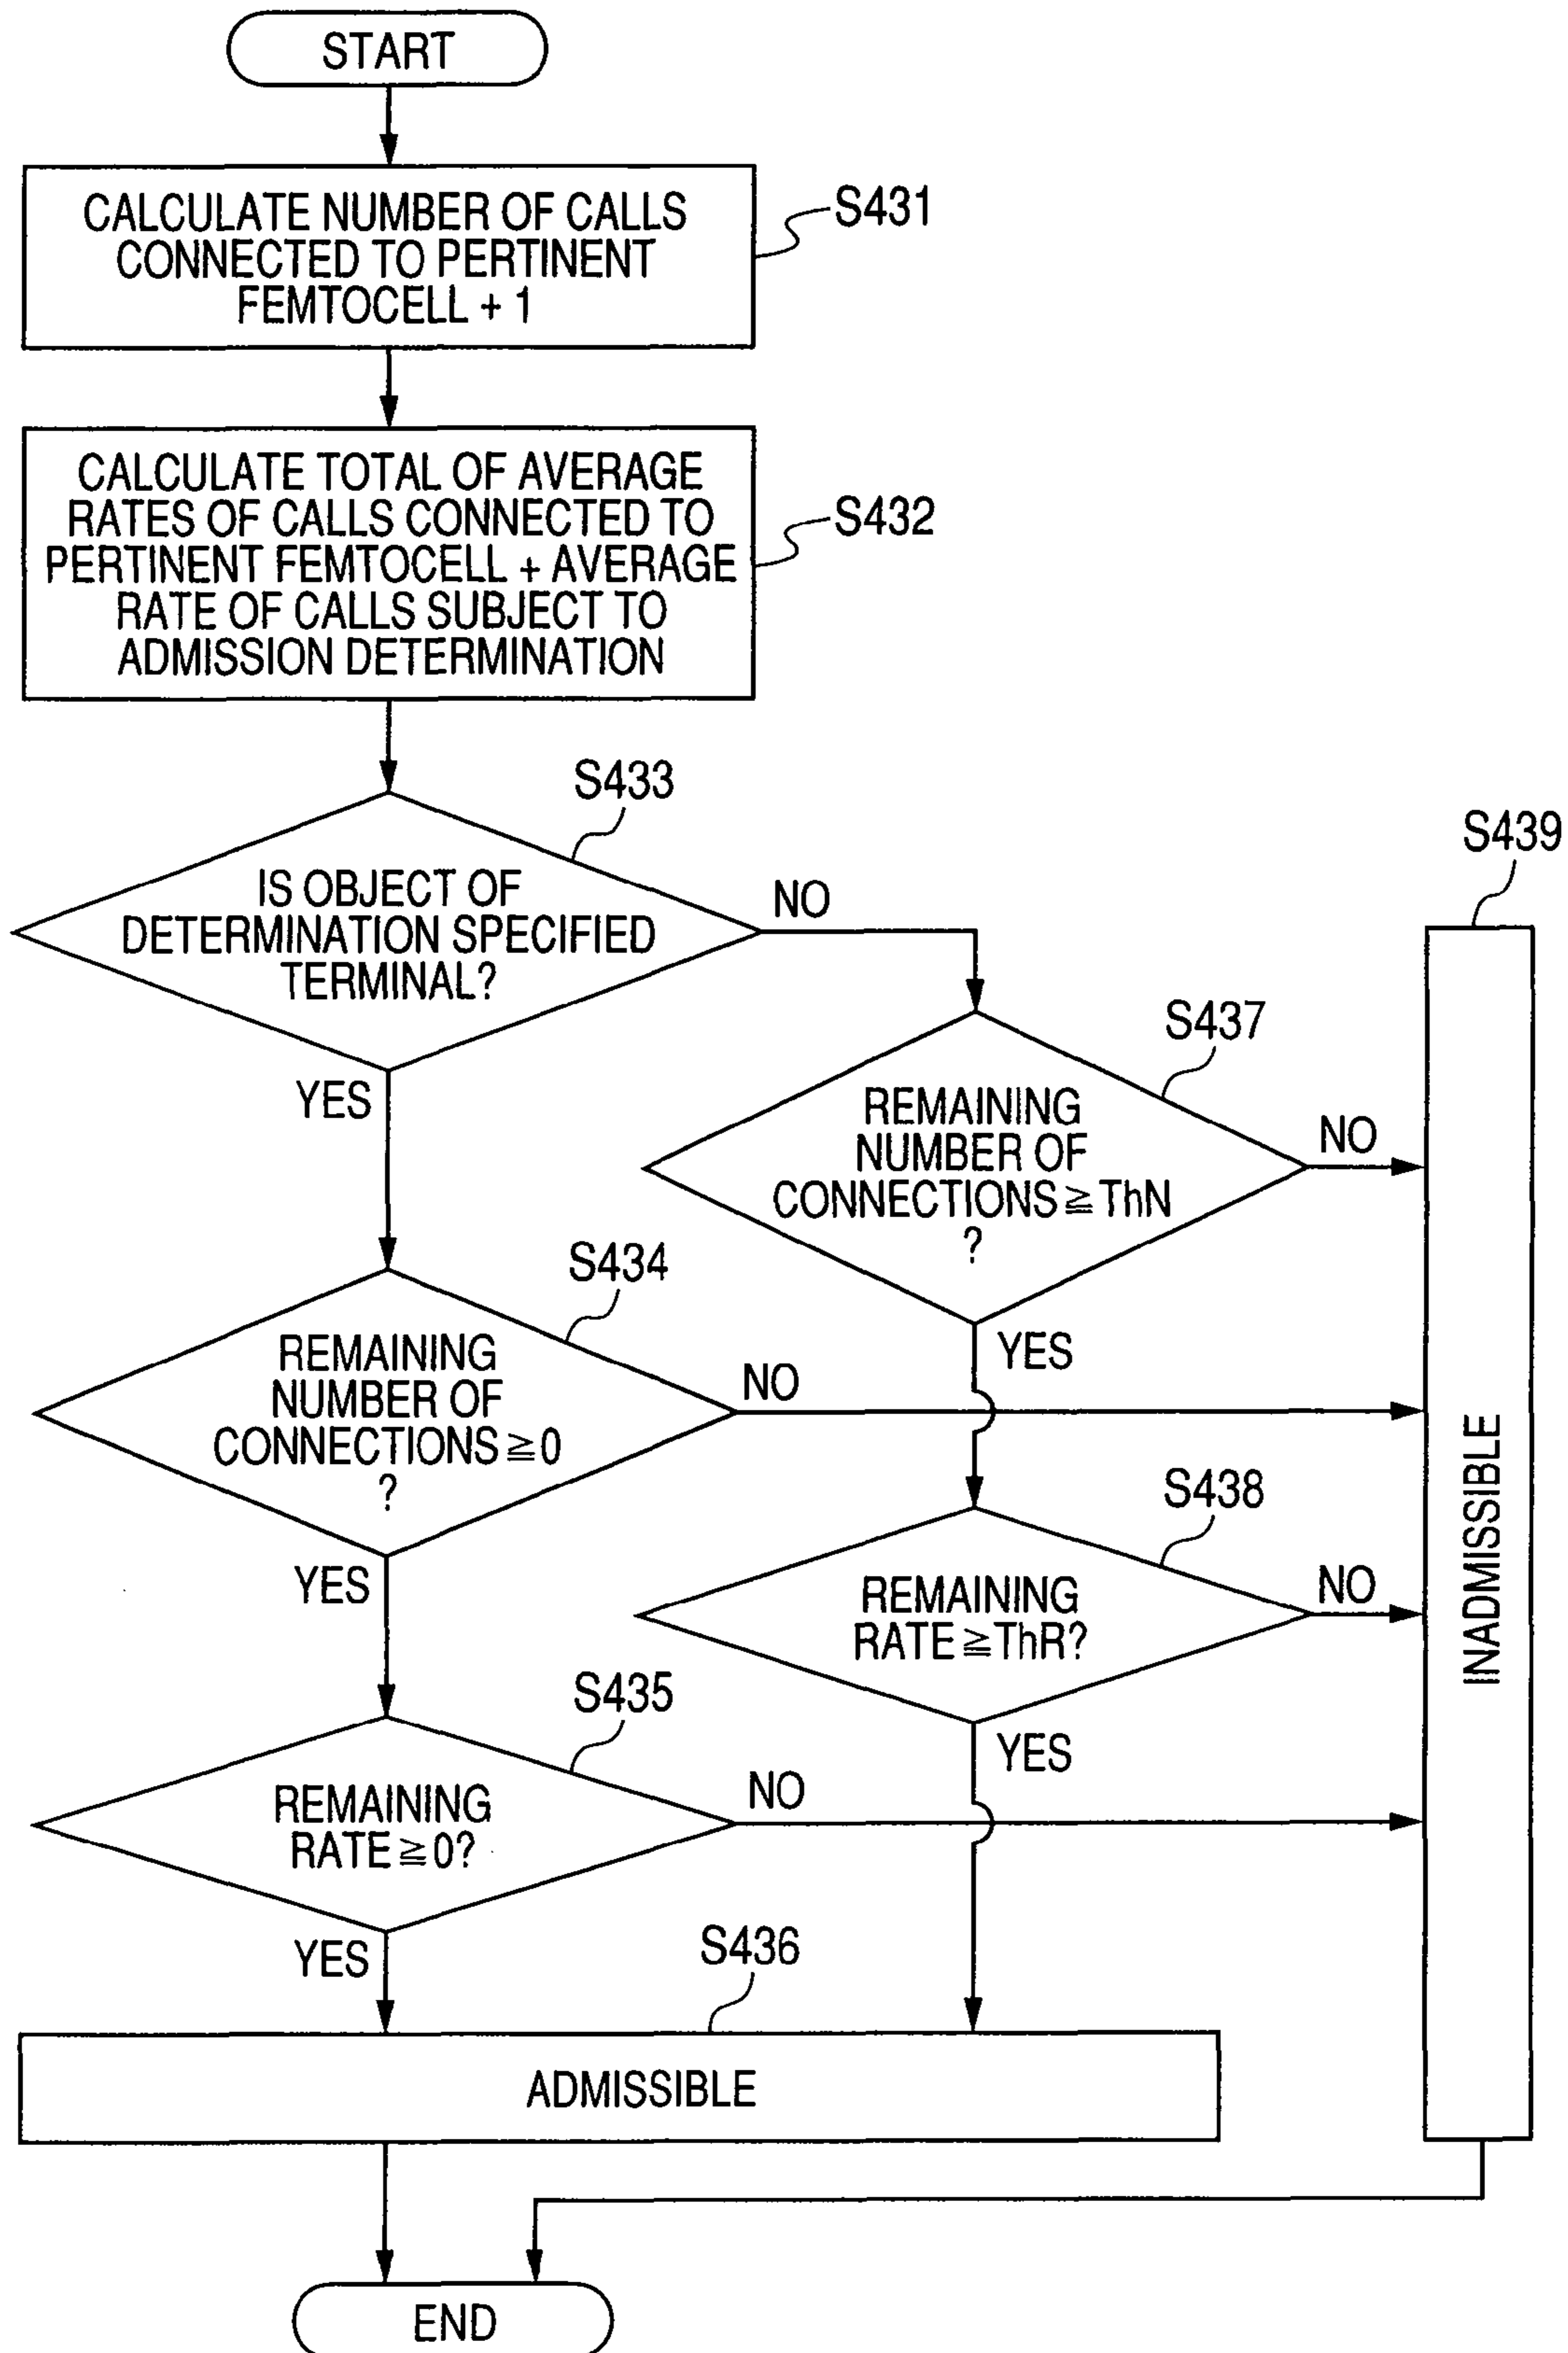 START
CALCULATE NUMBER OF CALLS
CONNECTED TO PERTINENT
FEMTOCELL + 1
S431
CALCULATE TOTAL OF AVERAGE
RATES OF CALLS CONNECTED TO
PERTINENT FEMTOCELL + AVERAGE
RATE OF CALLS SUBJECT TO
ADMISSION DETERMINATION
S432
S433
IS OBJECT OF
DETERMINATION SPECIFIED
TERMINAL?
NO
YES
S439
S437
REMAINING
NUMBER OF
CONNECTIONS ≧ ThN
?
NO
YES
S434
REMAINING
NUMBER OF
CONNECTIONS ≧ 0
?
NO
YES
S438
REMAINING
RATE ≧ ThR?
NO
YES
INADMISSIBLE
S435
REMAINING
RATE ≧ 0?
NO
YES
S436
ADMISSIBLE
END